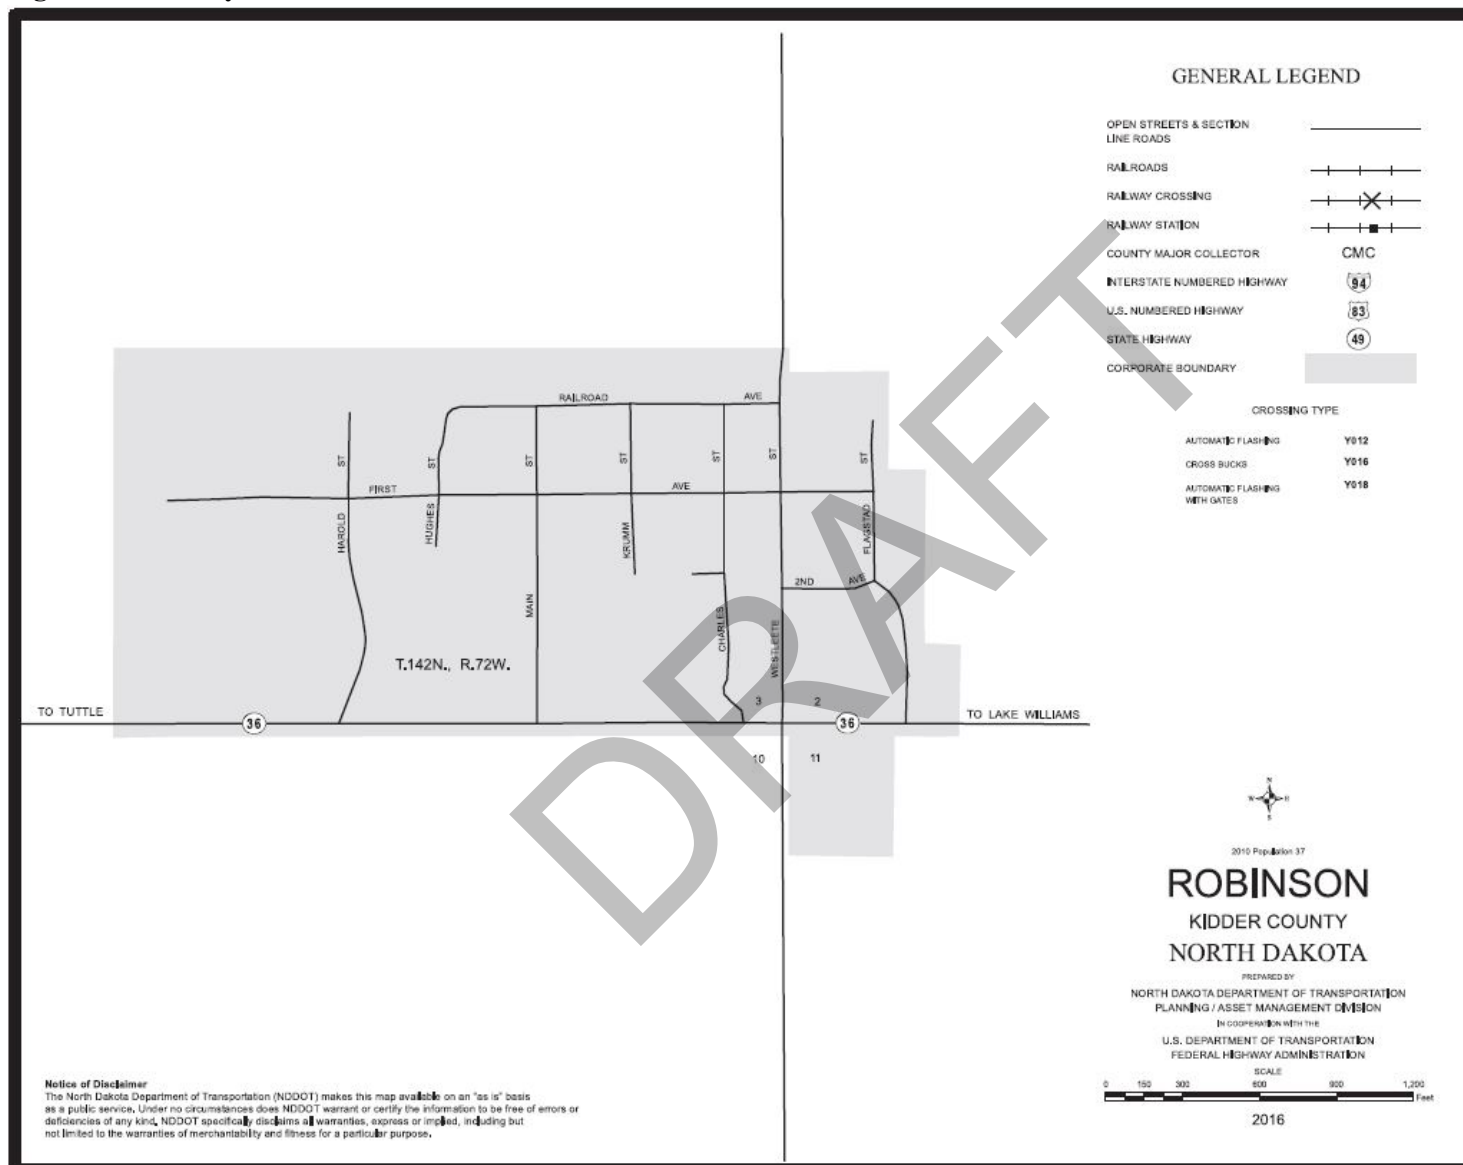 GENERAL LEGEND
OPEN STREETS & SECTION
LINE ROADS
RAILROADS
RAILWAY CROSSING
RAILWAY STATION
COUNTY MAJOR COLLECTOR CMC
INTERSTATE NUMBERED HIGHWAY 94
U.S. NUMBERED HIGHWAY 83
STATE HIGHWAY 49
CORPORATE BOUNDARY
CROSSING TYPE
AUTOMATIC FLASHING Y012
CROSS BUCKS Y016
AUTOMATIC FLASHING Y018
WITH GATES
RAILROAD AVE
FIRST AVE
HAROLD ST
HUGHES ST
MAIN ST
KRUMM ST
CHARLES ST
WESTLEETE ST
FLAGSTAD ST
2ND AVE
T.142N., R.72W.
3 2
TO TUTTLE 36 36 TO LAKE WILLIAMS
10 11
DRAFT
N
W E
S
2010 Population 37
ROBINSON
KIDDER COUNTY
NORTH DAKOTA
PREPARED BY
NORTH DAKOTA DEPARTMENT OF TRANSPORTATION
PLANNING / ASSET MANAGEMENT DIVISION
IN COOPERATION WITH THE
U.S. DEPARTMENT OF TRANSPORTATION
FEDERAL HIGHWAY ADMINISTRATION
SCALE
0 150 300 600 900 1,200
Feet
2016
Notice of Disclaimer
The North Dakota Department of Transportation (NDDOT) makes this map available on an "as is" basis
as a public service. Under no circumstances does NDDOT warrant or certify the information to be free of errors or
deficiencies of any kind. NDDOT specifically disclaims all warranties, express or implied, including but
not limited to the warranties of merchantability and fitness for a particular purpose.